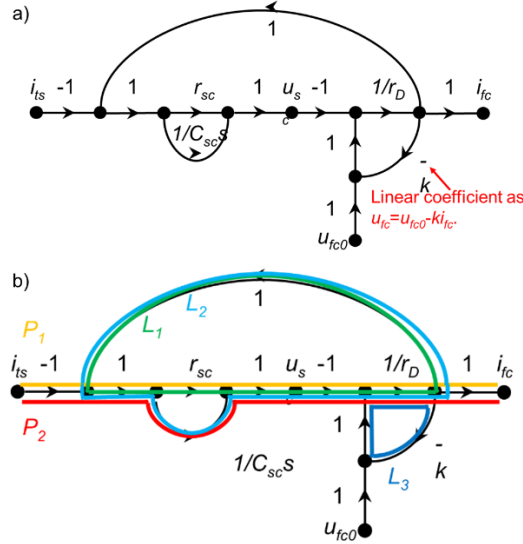 a)
1
i_ts -1 1 r_sc 1 u_s -1 1/r_D 1 i_fc
c
1/C_sc s
1
-
k
Linear coefficient as
u_fc=u_fc0-ki_fc.
1
u_fc0
b)
1
L_2
L_1
P_1
i_ts -1 1 r_sc 1 u_s -1 1/r_D 1 i_fc
P_2
1
-
k
1/C_sc s
L_3
1
u_fc0